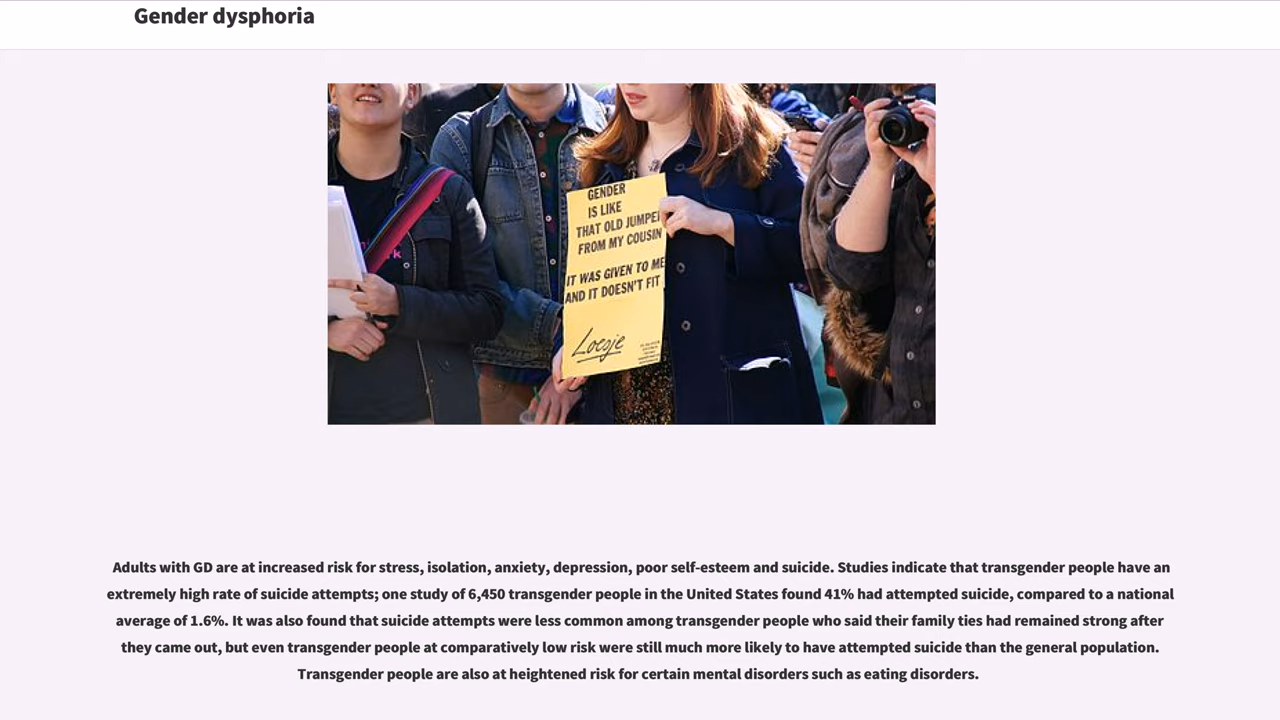 Gender dysphoria
GENDER
IS LIKE
THAT OLD JUMPER
FROM MY COUSIN
IT WAS GIVEN TO ME
AND IT DOESN'T FIT
Loesje
Adults with GD are at increased risk for stress, isolation, anxiety, depression, poor self-esteem and suicide. Studies indicate that transgender people have an
extremely high rate of suicide attempts; one study of 6,450 transgender people in the United States found 41% had attempted suicide, compared to a national
average of 1.6%. It was also found that suicide attempts were less common among transgender people who said their family ties had remained strong after
they came out, but even transgender people at comparatively low risk were still much more likely to have attempted suicide than the general population.
Transgender people are also at heightened risk for certain mental disorders such as eating disorders.